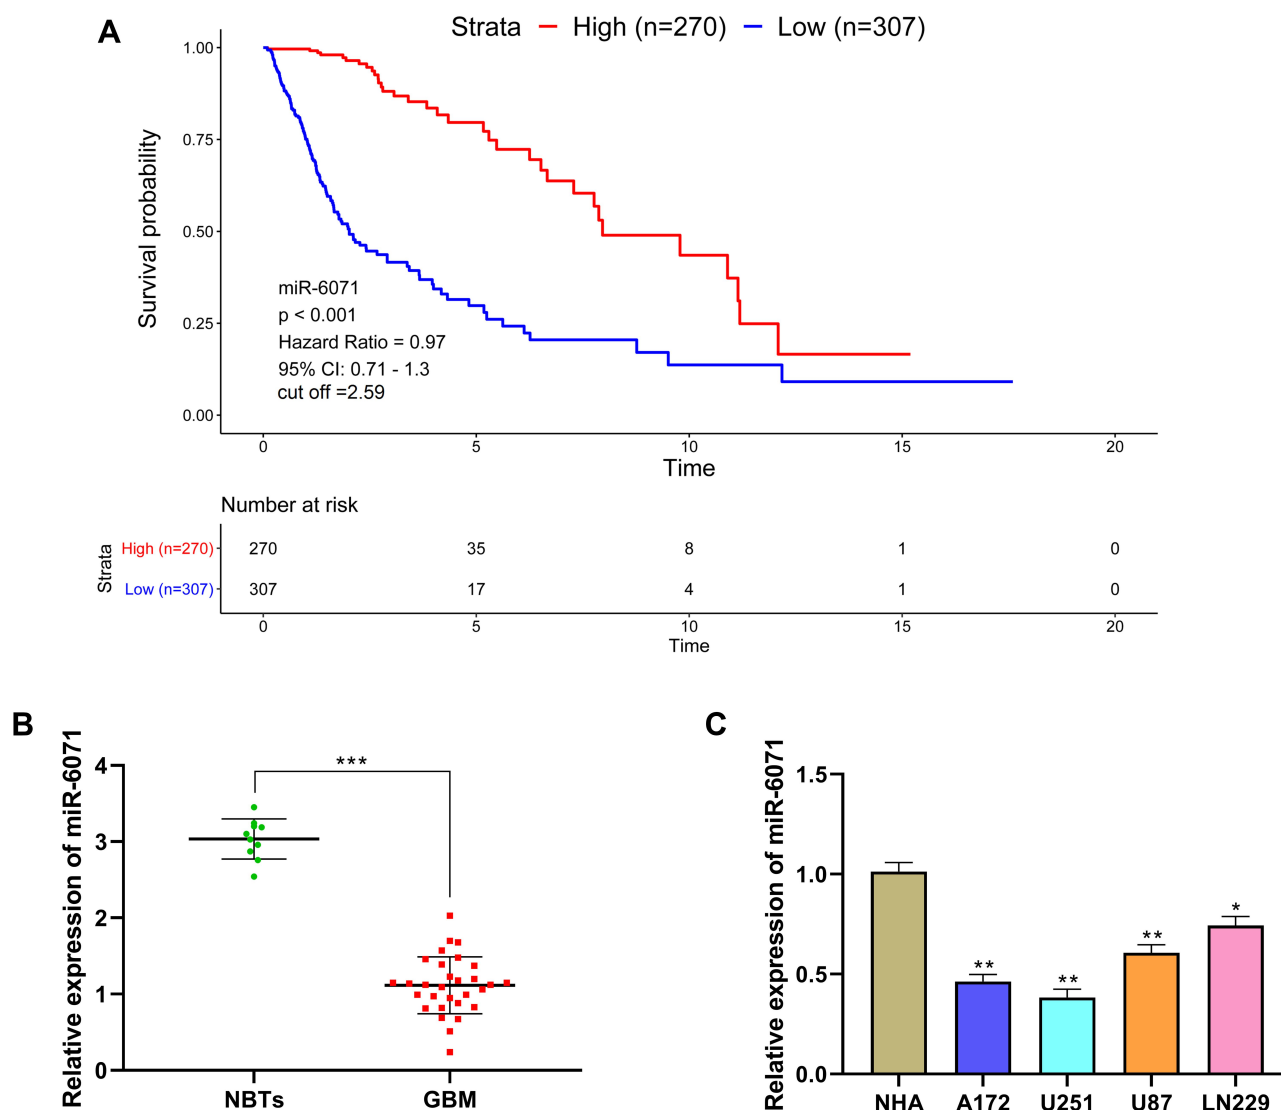 A
Strata High (n=270) Low (n=307)
Survival probability
1.00
0.75
0.50
0.25
0.00
miR-6071
p < 0.001
Hazard Ratio = 0.97
95% CI: 0.71 - 1.3
cut off =2.59
0 5 10 15 20
Time
Number at risk
Strata
High (n=270) 270 35 8 1 0
Low (n=307) 307 17 4 1 0
0 5 10 15 20
Time
B
Relative expression of miR-6071
4
3
2
1
0
***
NBTs GBM
C
Relative expression of miR-6071
1.5
1.0
0.5
0.0
** ** ** *
NHA A172 U251 U87 LN229